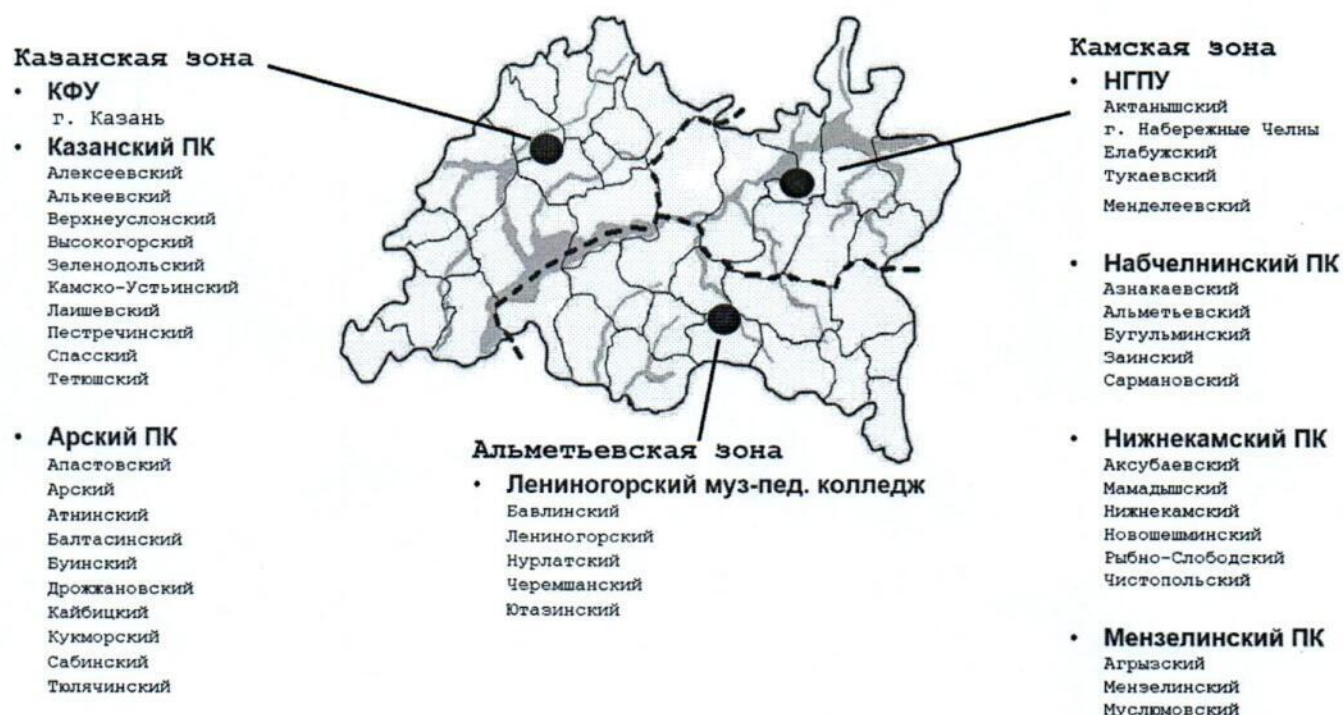 Казанская зона
• КФУ
г. Казань
• Казанский ПК
Алексеевский
Алькеевский
Верхнеуслонский
Высокогорский
Зеленодольский
Камско-Устьинский
Лаишевский
Пестречинский
Спасский
Тетюшский
• Арский ПК
Апастовский
Арский
Атнинский
Балтасинский
Буинский
Дрожжановский
Кайбицкий
Кукморский
Сабинский
Тюлячинский
Альметьевская зона
• Лениногорский муз-пед. колледж
Бавлинский
Лениногорский
Нурлатский
Черемшанский
Ютазинский
Камская зона
• НГПУ
Актанышский
г. Набережные Челны
Елабужский
Тукаевский
Менделеевский
• Набчелнинский ПК
Азнакаевский
Альметьевский
Бугульминский
Заинский
Сармановский
• Нижнекамский ПК
Аксубаевский
Мамадышский
Нижнекамский
Новошешминский
Рыбно-Слободский
Чистопольский
• Мензелинский ПК
Агрызский
Мензелинский
Муслюмовский